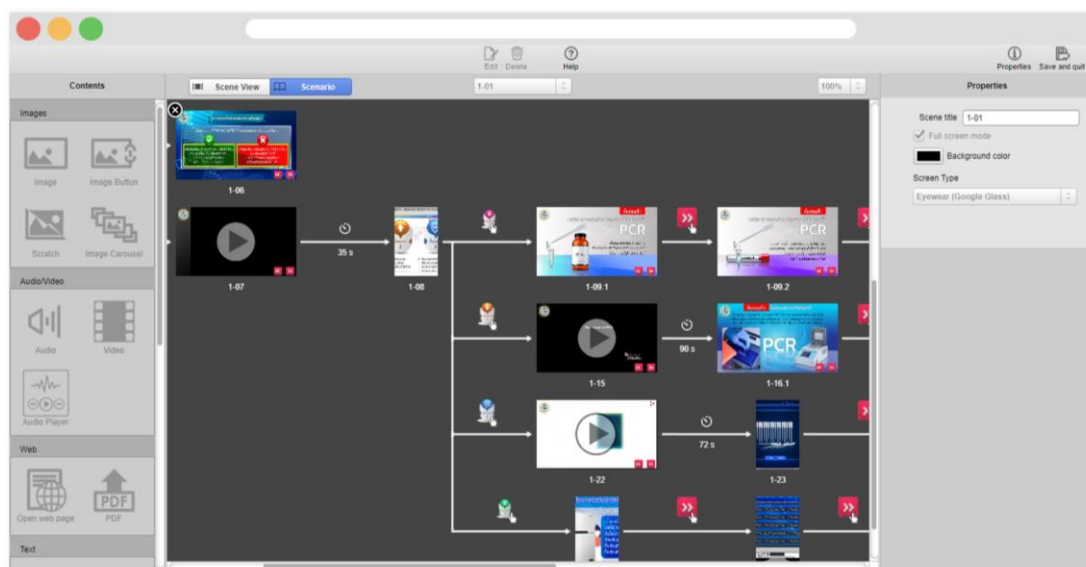 Edit Delete Help Properties Save and quit
Contents Scene View Scenario 1-01 100% Properties
Images
Image Image Button
Scratch Image Carousel
Audio/Video
Audio Video
Audio Player
Web
Open web page PDF
PDF
Text
Scene title 1-01
Full screen mode
Background color
Screen Type
Eyewear (Google Glass)
1-06
35 s
1-07 1-08 1-09.1 1-09.2
PCR PCR
90 s
PCR
1-15 1-16.1
72 s
1-22 1-23